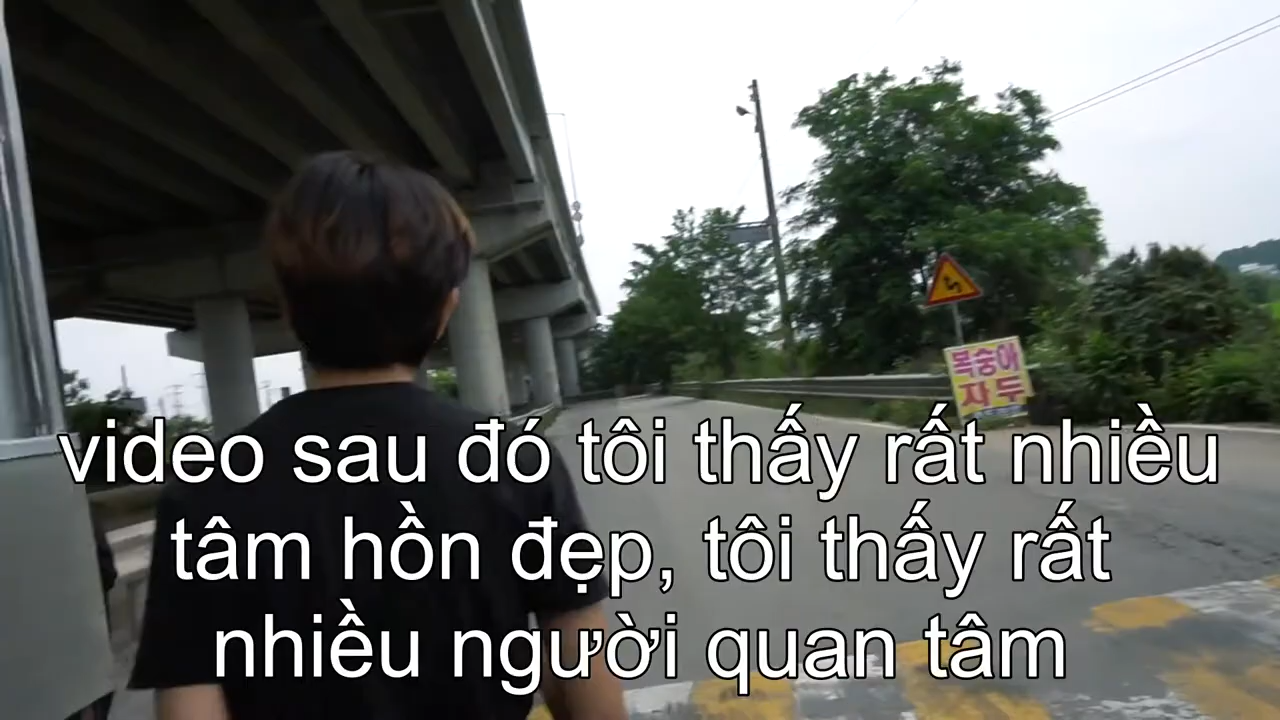 복숭아
자두
video sau đó tôi thấy rất nhiều
tâm hồn đẹp, tôi thấy rất
nhiều người quan tâm